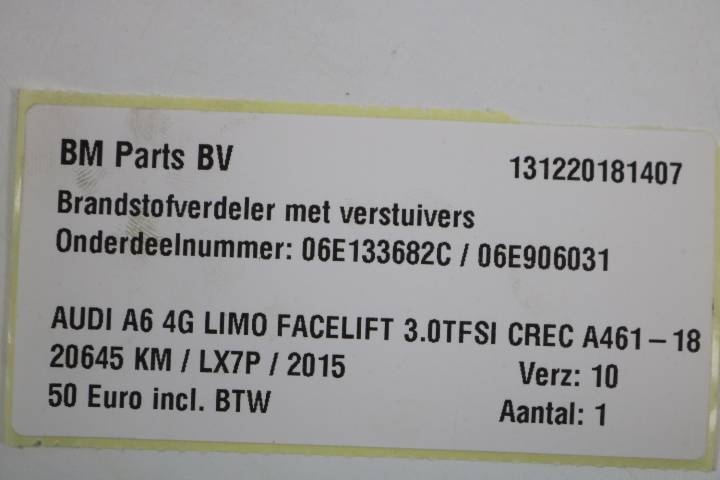 BM Parts BV 131220181407
Brandstofverdeler met verstuivers
Onderdeelnummer: 06E133682C / 06E906031
AUDI A6 4G LIMO FACELIFT 3.0TFSI CREC A461-18
20645 KM / LX7P / 2015 Verz: 10
50 Euro incl. BTW Aantal: 1